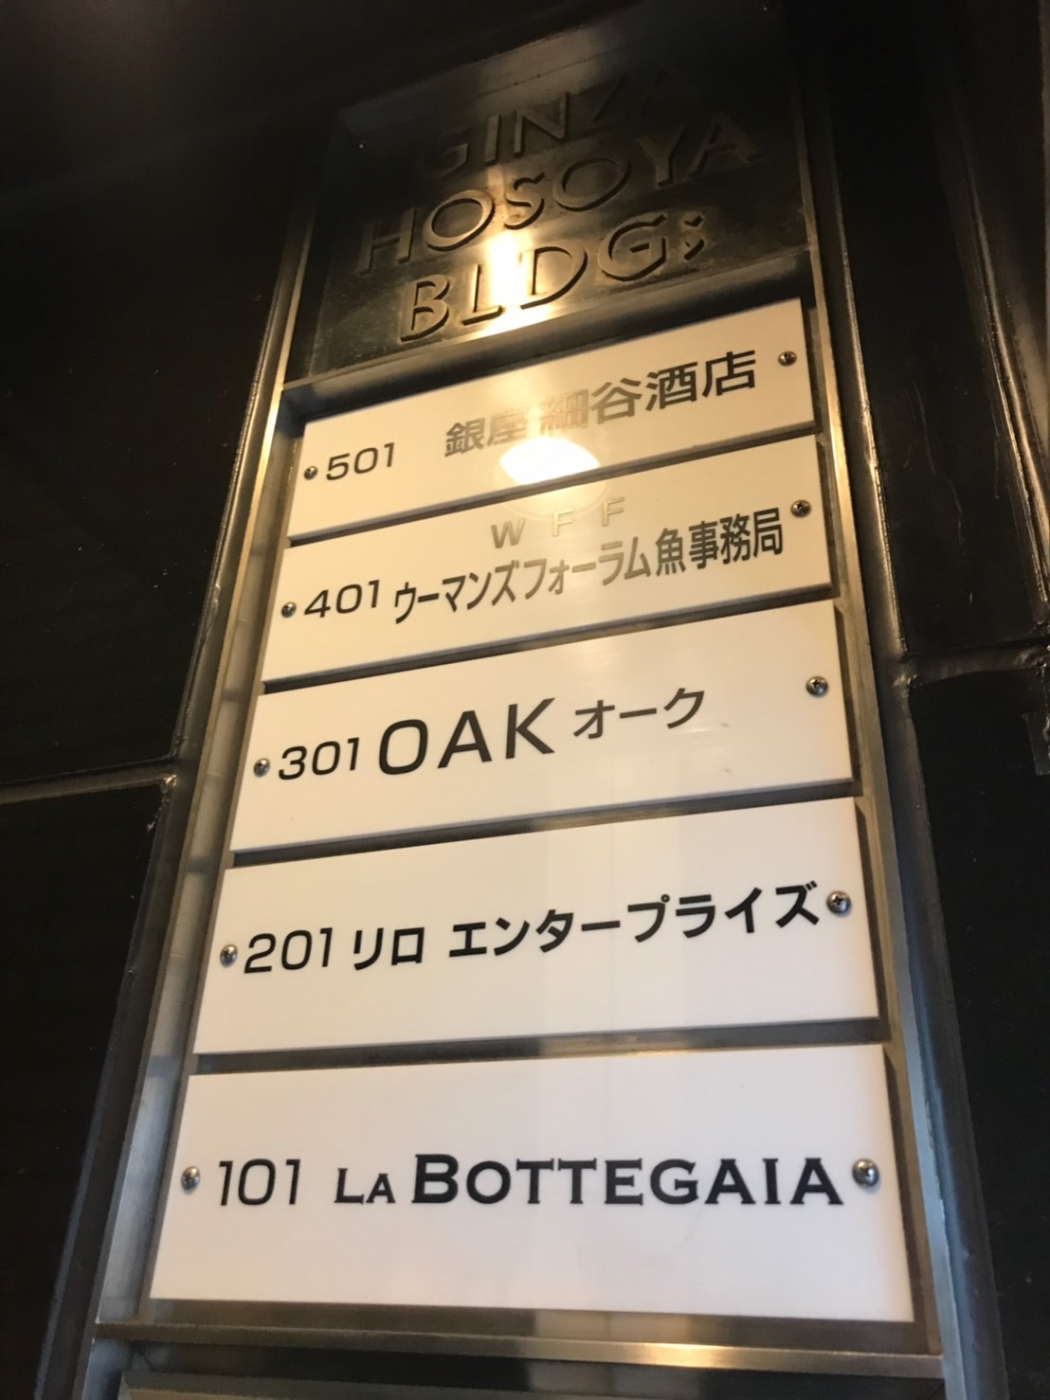 GINZA
HOSOYA
BLDG;
501 銀座 細谷酒店
W F F
401 ウーマンズフォーラム魚事務局
301 OAK オーク
201 リロ エンタープライズ
101 LA BOTTEGAIA